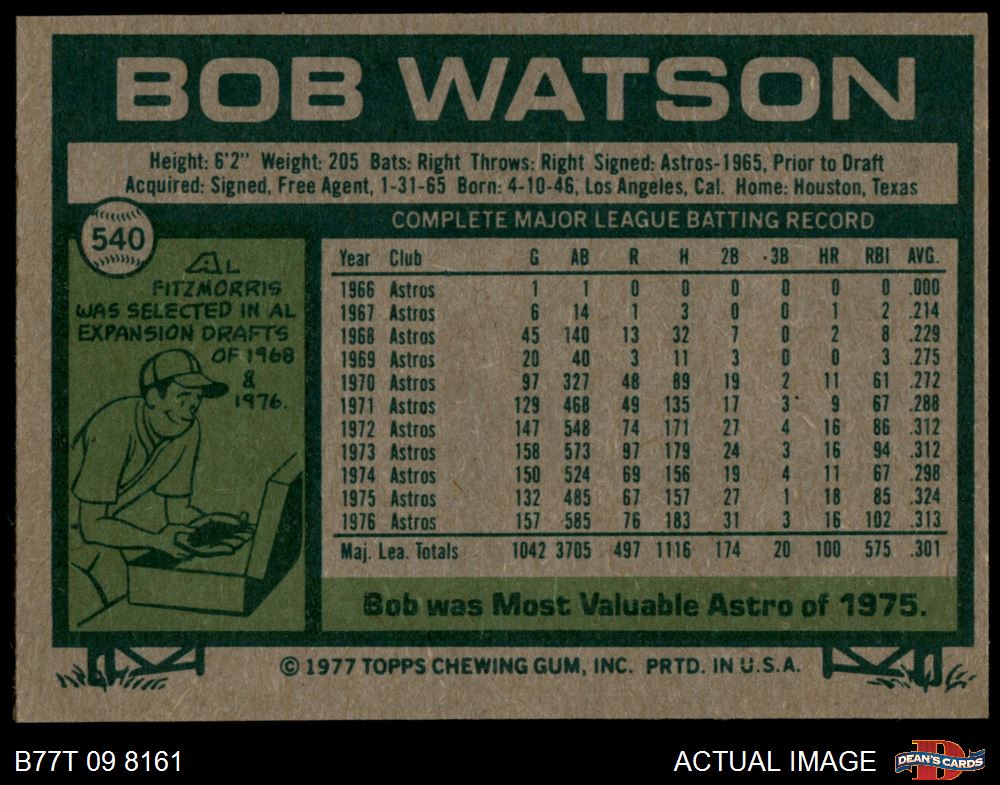 BOB WATSON
Height: 6'2" Weight: 205 Bats: Right Throws: Right Signed: Astros-1965, Prior to Draft
Acquired: Signed, Free Agent, 1-31-65 Born: 4-10-46, Los Angeles, Cal. Home: Houston, Texas
540
AL
FITZMORRIS
WAS SELECTED IN AL
EXPANSION DRAFTS
OF 1968
&
1976.
COMPLETE MAJOR LEAGUE BATTING RECORD
Year Club G AB R H 2B 3B HR RBI AVG.
1966 Astros 1 1 0 0 0 0 0 0 .000
1967 Astros 6 14 1 3 0 0 1 2 .214
1968 Astros 45 140 13 32 7 0 2 8 .229
1969 Astros 20 40 3 11 3 0 0 3 .275
1970 Astros 97 327 48 89 19 2 11 61 .272
1971 Astros 129 468 49 135 17 3 9 67 .288
1972 Astros 147 548 74 171 27 4 16 86 .312
1973 Astros 158 573 97 179 24 3 16 94 .312
1974 Astros 150 524 69 156 19 4 11 67 .298
1975 Astros 132 485 67 157 27 1 18 85 .324
1976 Astros 157 585 76 183 31 3 16 102 .313
Maj. Lea. Totals 1042 3705 497 1116 174 20 100 575 .301
Bob was Most Valuable Astro of 1975.
© 1977 TOPPS CHEWING GUM, INC. PRTD. IN U.S.A.
B77T 09 8161
ACTUAL IMAGE
D
DEAN'S CARDS